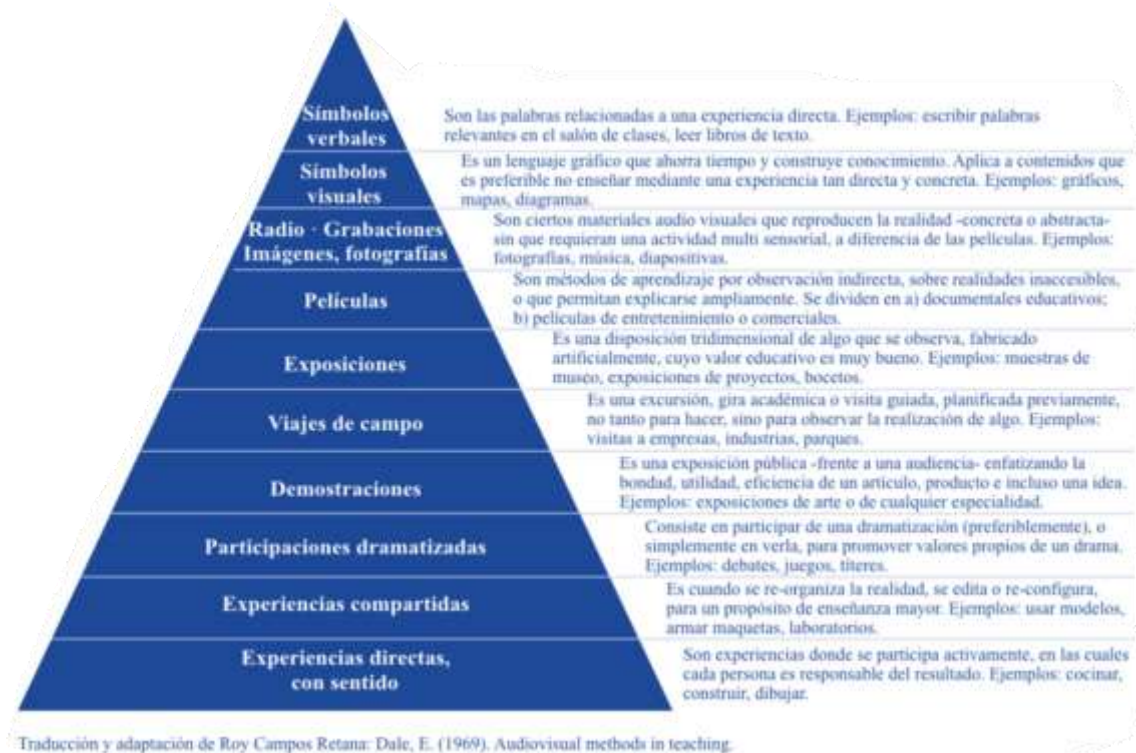 Símbolos
verbales
Son las palabras relacionadas a una experiencia directa. Ejemplos: escribir palabras
relevantes en el salón de clases, leer libros de texto.
Símbolos
visuales
Es un lenguaje gráfico que ahorra tiempo y construye conocimiento. Aplica a contenidos que
es preferible no enseñar mediante una experiencia tan directa y concreta. Ejemplos: gráficos,
mapas, diagramas.
Radio · Grabaciones
Imágenes, fotografías
Son ciertos materiales audio visuales que reproducen la realidad -concreta o abstracta-
sin que requieran una actividad multi sensorial, a diferencia de las películas. Ejemplos:
fotografías, música, diapositivas.
Películas
Son métodos de aprendizaje por observación indirecta, sobre realidades inaccesibles,
o que permitan explicarse ampliamente. Se dividen en a) documentales educativos;
b) películas de entretenimiento o comerciales.
Exposiciones
Es una disposición tridimensional de algo que se observa, fabricado
artificialmente, cuyo valor educativo es muy bueno. Ejemplos: muestras de
museo, exposiciones de proyectos, bocetos.
Viajes de campo
Es una excursión, gira académica o visita guiada, planificada previamente,
no tanto para hacer, sino para observar la realización de algo. Ejemplos:
visitas a empresas, industrias, parques.
Demostraciones
Es una exposición pública -frente a una audiencia- enfatizando la
bondad, utilidad, eficiencia de un artículo, producto e incluso una idea.
Ejemplos: exposiciones de arte o de cualquier especialidad.
Participaciones dramatizadas
Consiste en participar de una dramatización (preferiblemente), o
simplemente en verla, para promover valores propios de un drama.
Ejemplos: debates, juegos, títeres.
Experiencias compartidas
Es cuando se re-organiza la realidad, se edita o re-configura,
para un propósito de enseñanza mayor. Ejemplos: usar modelos,
armar maquetas, laboratorios.
Experiencias directas,
con sentido
Son experiencias donde se participa activamente, en las cuales
cada persona es responsable del resultado. Ejemplos: cocinar,
construir, dibujar.
Traducción y adaptación de Roy Campos Retana: Dale, E. (1969). Audiovisual methods in teaching.